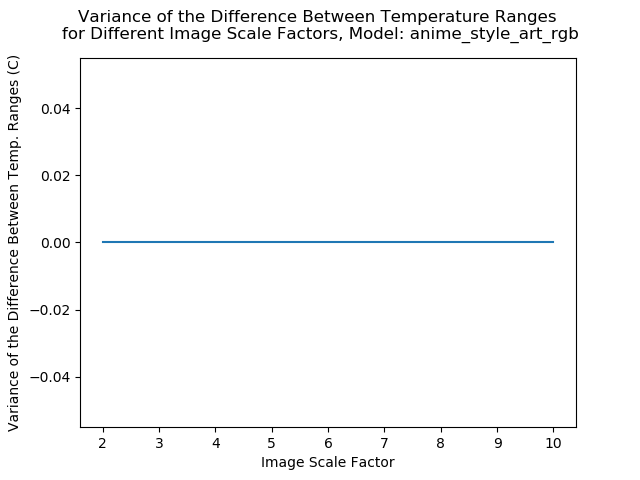 Variance of the Difference Between Temperature Ranges
for Different Image Scale Factors, Model: anime_style_art_rgb
Variance of the Difference Between Temp. Ranges (C)
0.04
0.02
0.00
−0.02
−0.04
2 3 4 5 6 7 8 9 10
Image Scale Factor